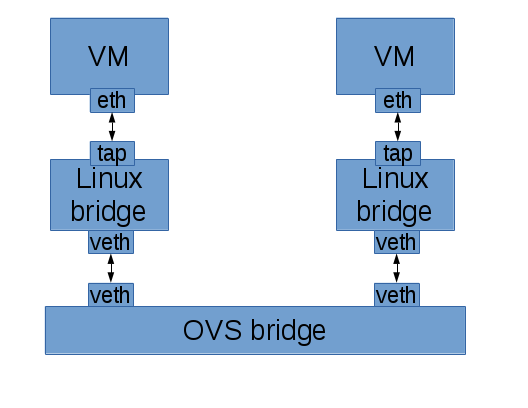 VM
eth
tap
Linux
bridge
veth
veth
VM
eth
tap
Linux
bridge
veth
veth
OVS bridge